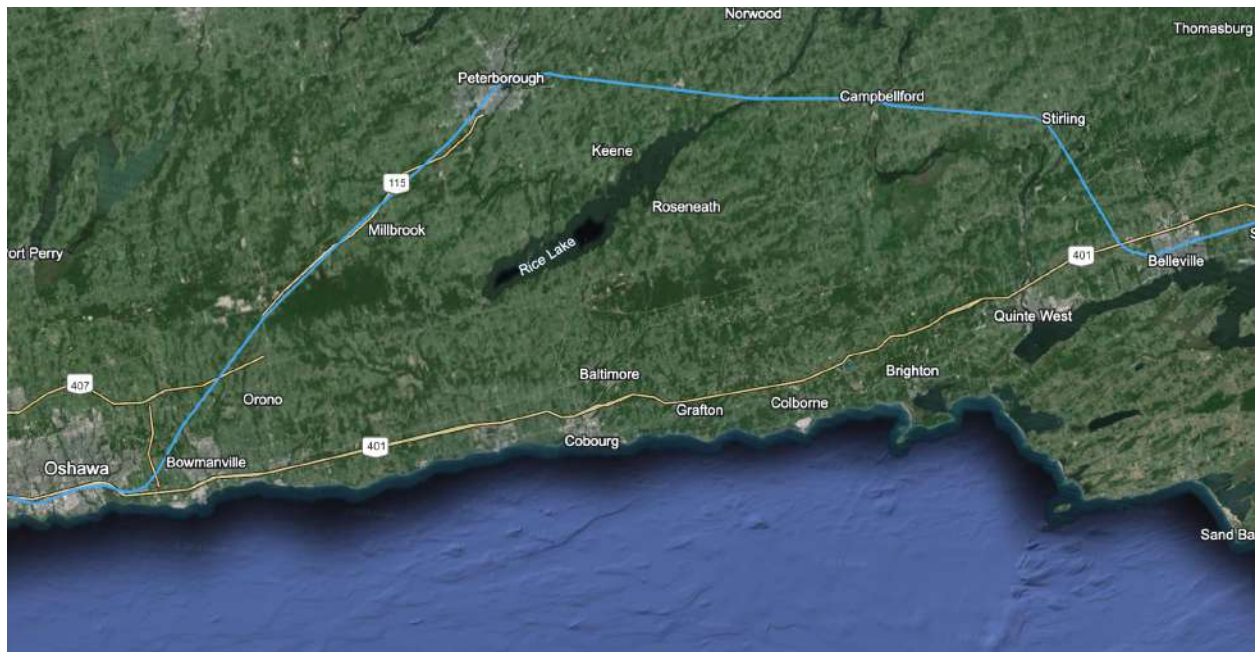 Norwood
Thomasburg
Peterborough
Campbellford
Stirling
Keene
115
Roseneath
Millbrook
ort Perry
Rice Lake
401
S
Belleville
Quinte West
407
Baltimore
Brighton
Orono
Grafton
Colborne
401
Cobourg
Bowmanville
Oshawa
Sand Ba